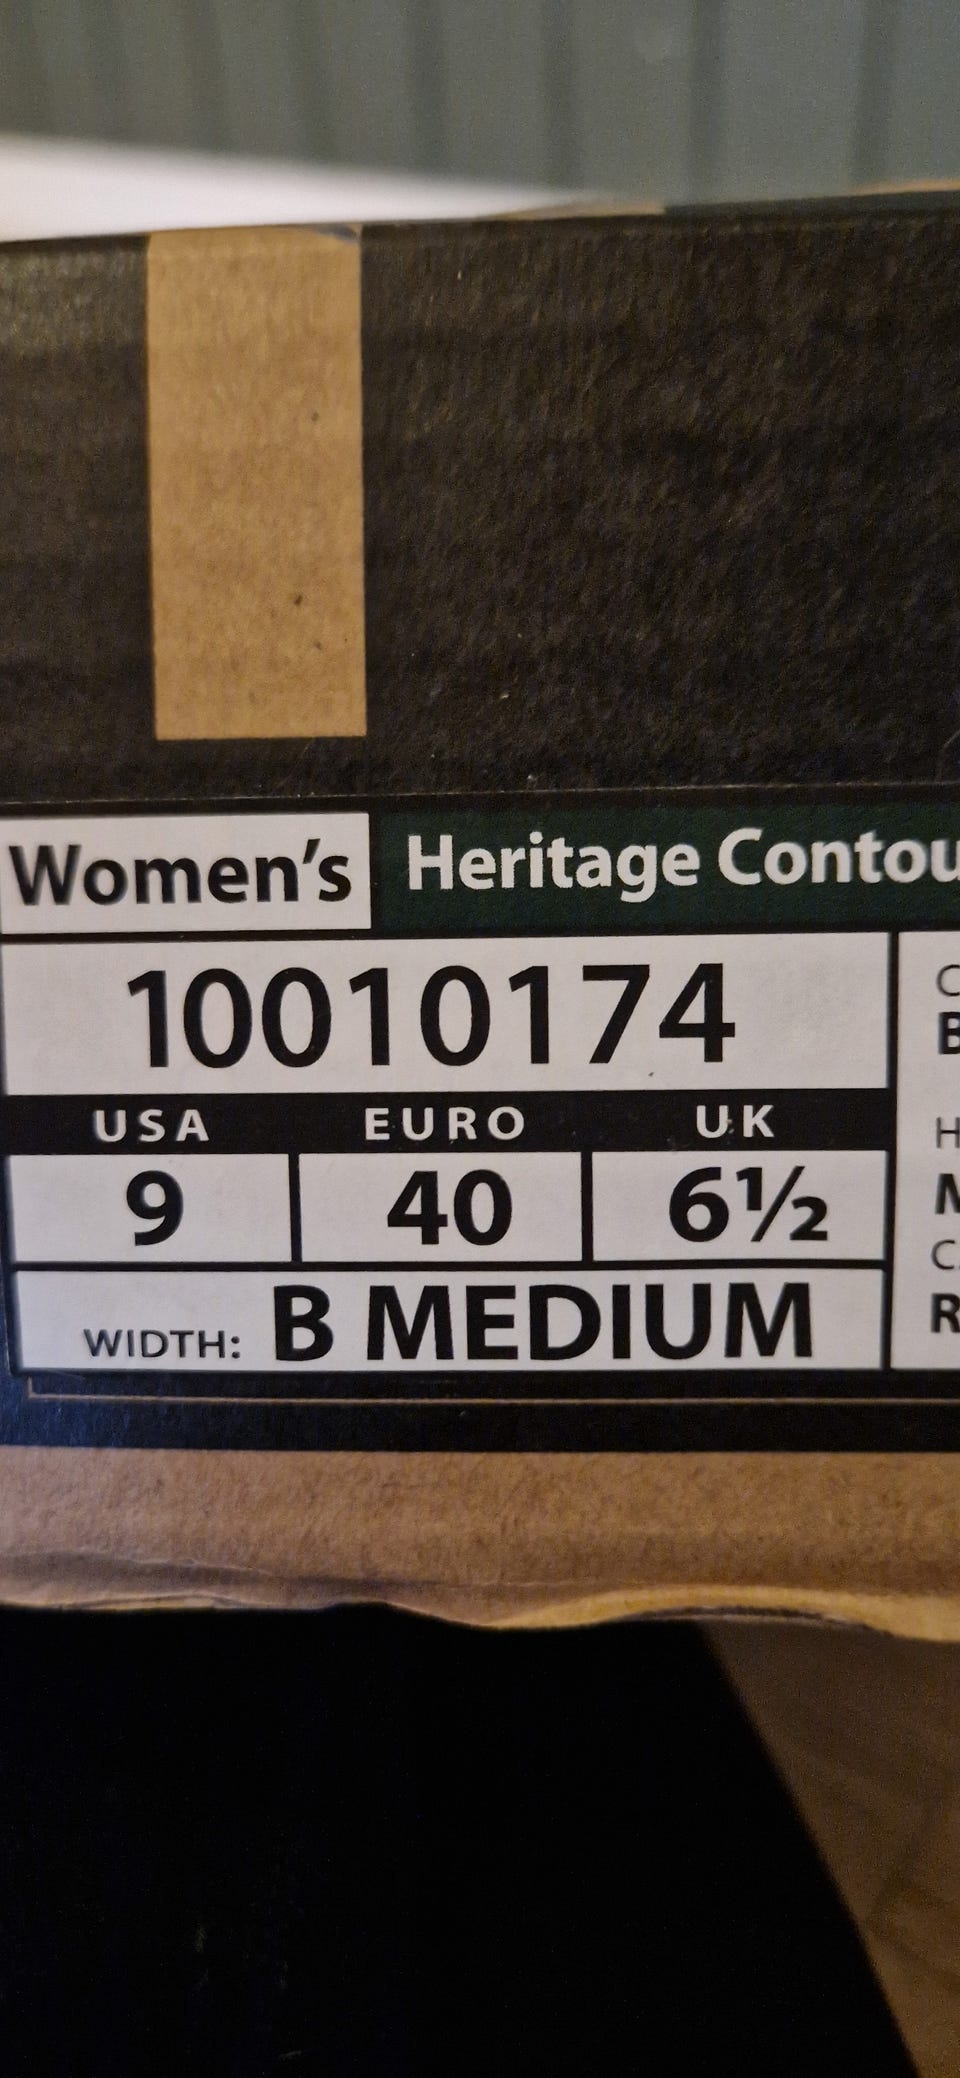 Women's
Heritage Contou
10010174
USA EURO UK
9 40 6½
WIDTH: B MEDIUM
C
B
H
M
C
R